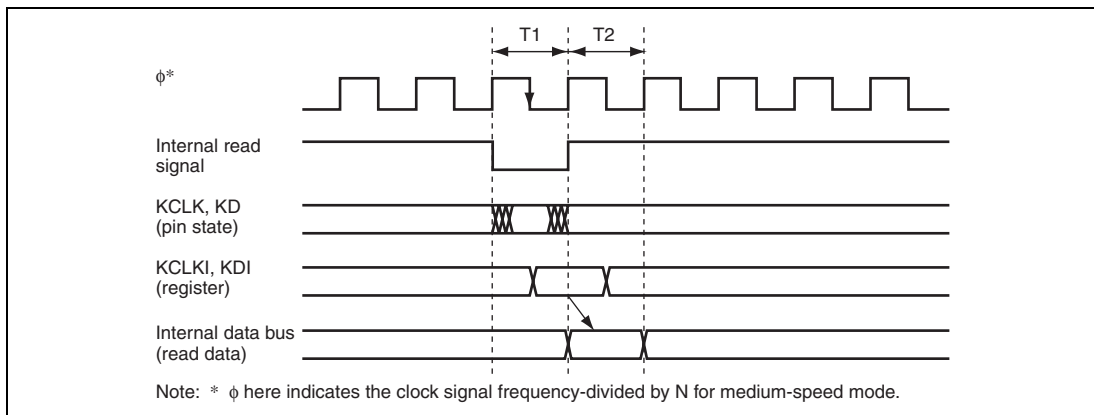 T1 T2
ϕ*
Internal read
signal
KCLK, KD
(pin state)
KCLKI, KDI
(register)
Internal data bus
(read data)
Note: * ϕ here indicates the clock signal frequency-divided by N for medium-speed mode.